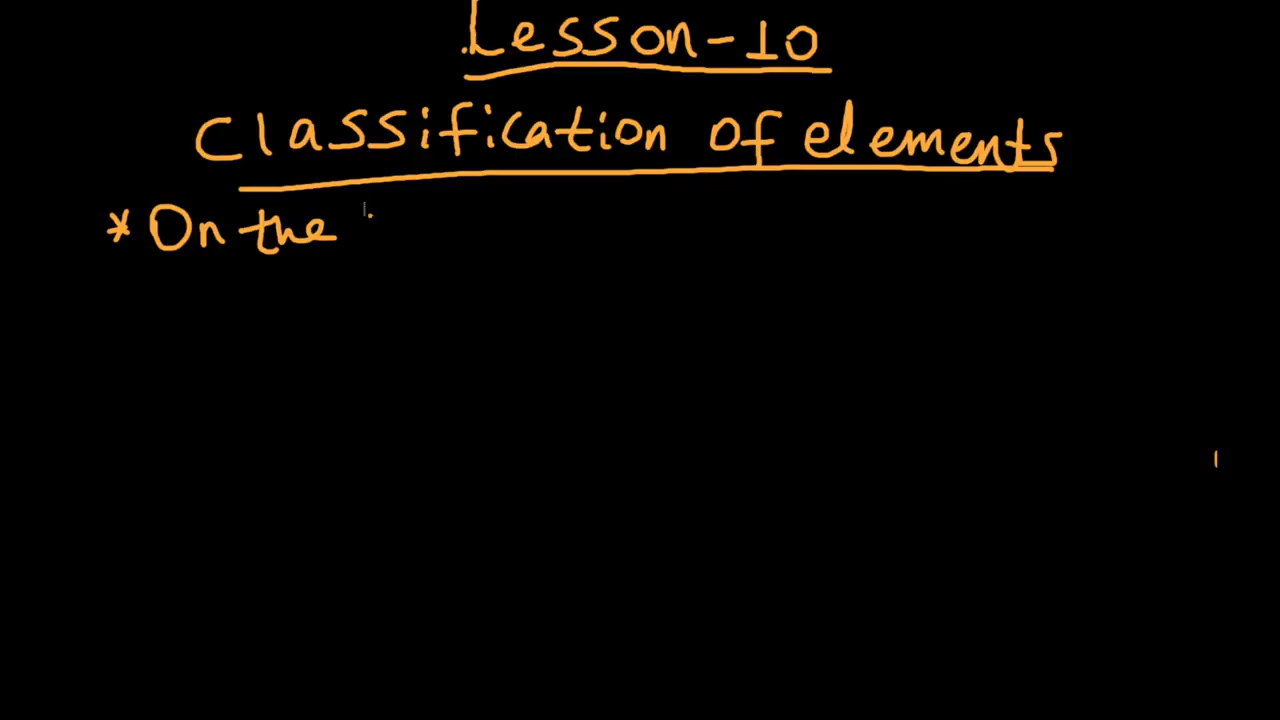 Lesson-10
Classification of elements
* On the